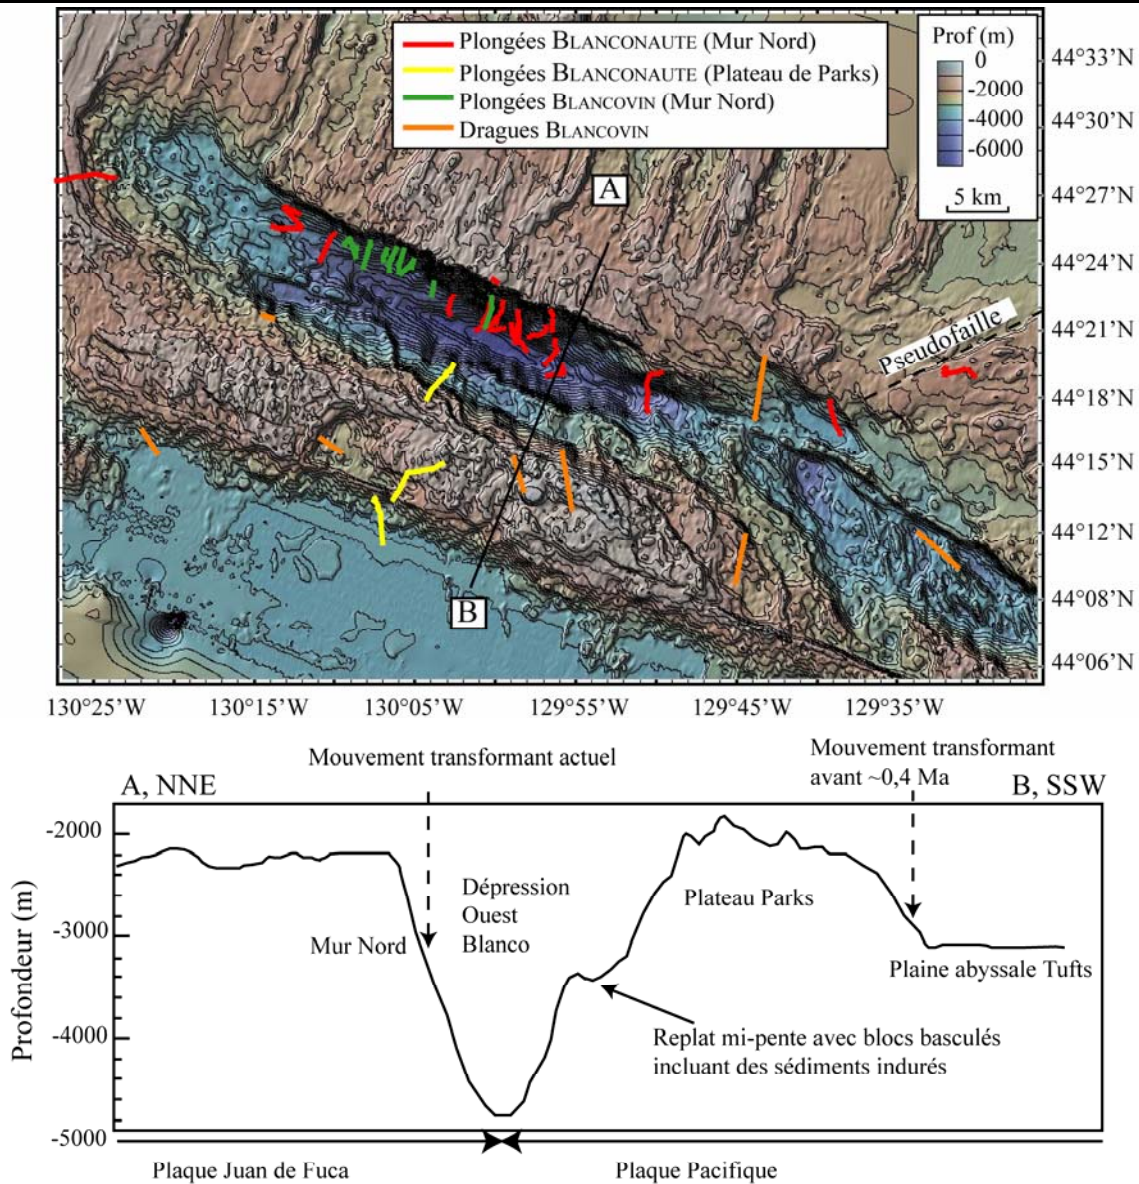 Plongées BLANCONAUTE (Mur Nord)
Plongées BLANCONAUTE (Plateau de Parks)
Plongées BLANCOVIN (Mur Nord)
Dragues BLANCOVIN
Prof (m)
0
-2000
-4000
-6000
5 km
44°33'N
44°30'N
44°27'N
44°24'N
44°21'N
44°18'N
44°15'N
44°12'N
44°08'N
44°06'N
A
Pseudofaille
B
130°25'W 130°15'W 130°05'W 129°55'W 129°45'W 129°35'W
Mouvement transformant actuel
Mouvement transformant
avant ~0,4 Ma
A, NNE
B, SSW
Profondeur (m)
-2000
-3000
-4000
-5000
Mur Nord
Dépression
Ouest
Blanco
Plateau Parks
Plaine abyssale Tufts
Replat mi-pente avec blocs basculés
incluant des sédiments indurés
Plaque Juan de Fuca
Plaque Pacifique